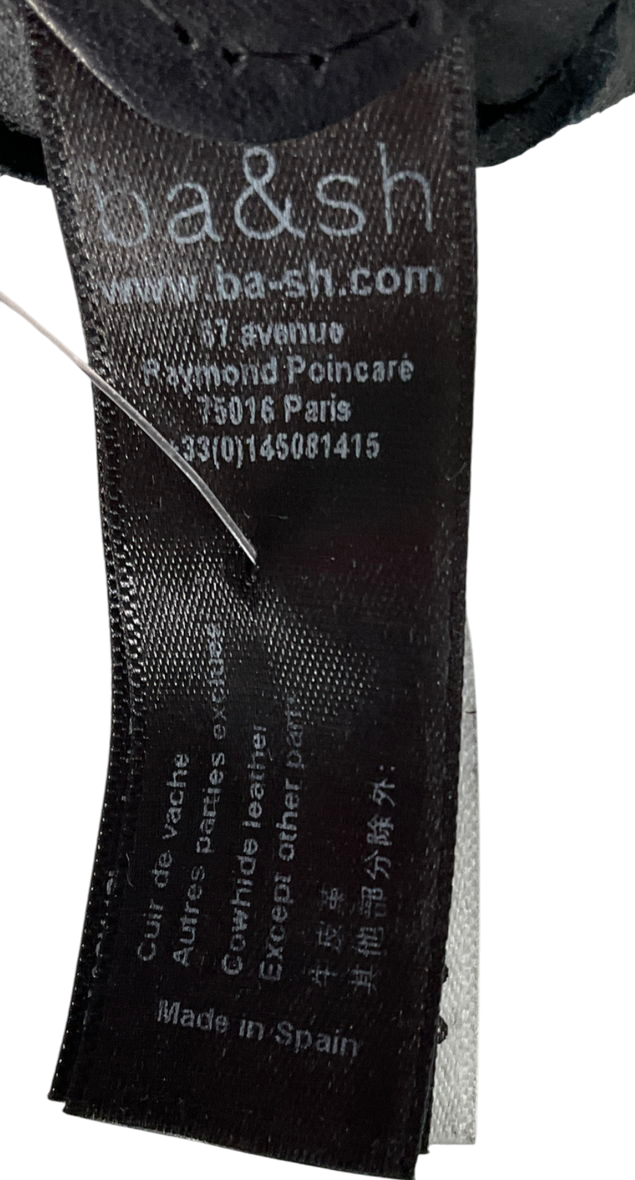 ba&sh
www.ba-sh.com
67 avenue
Raymond Poincaré
75016 Paris
+33(0)145081415
Cuir de vache
Autres parties exclues
Cowhide leather
Except other part
牛皮革
其他部分除外:
Made in Spain